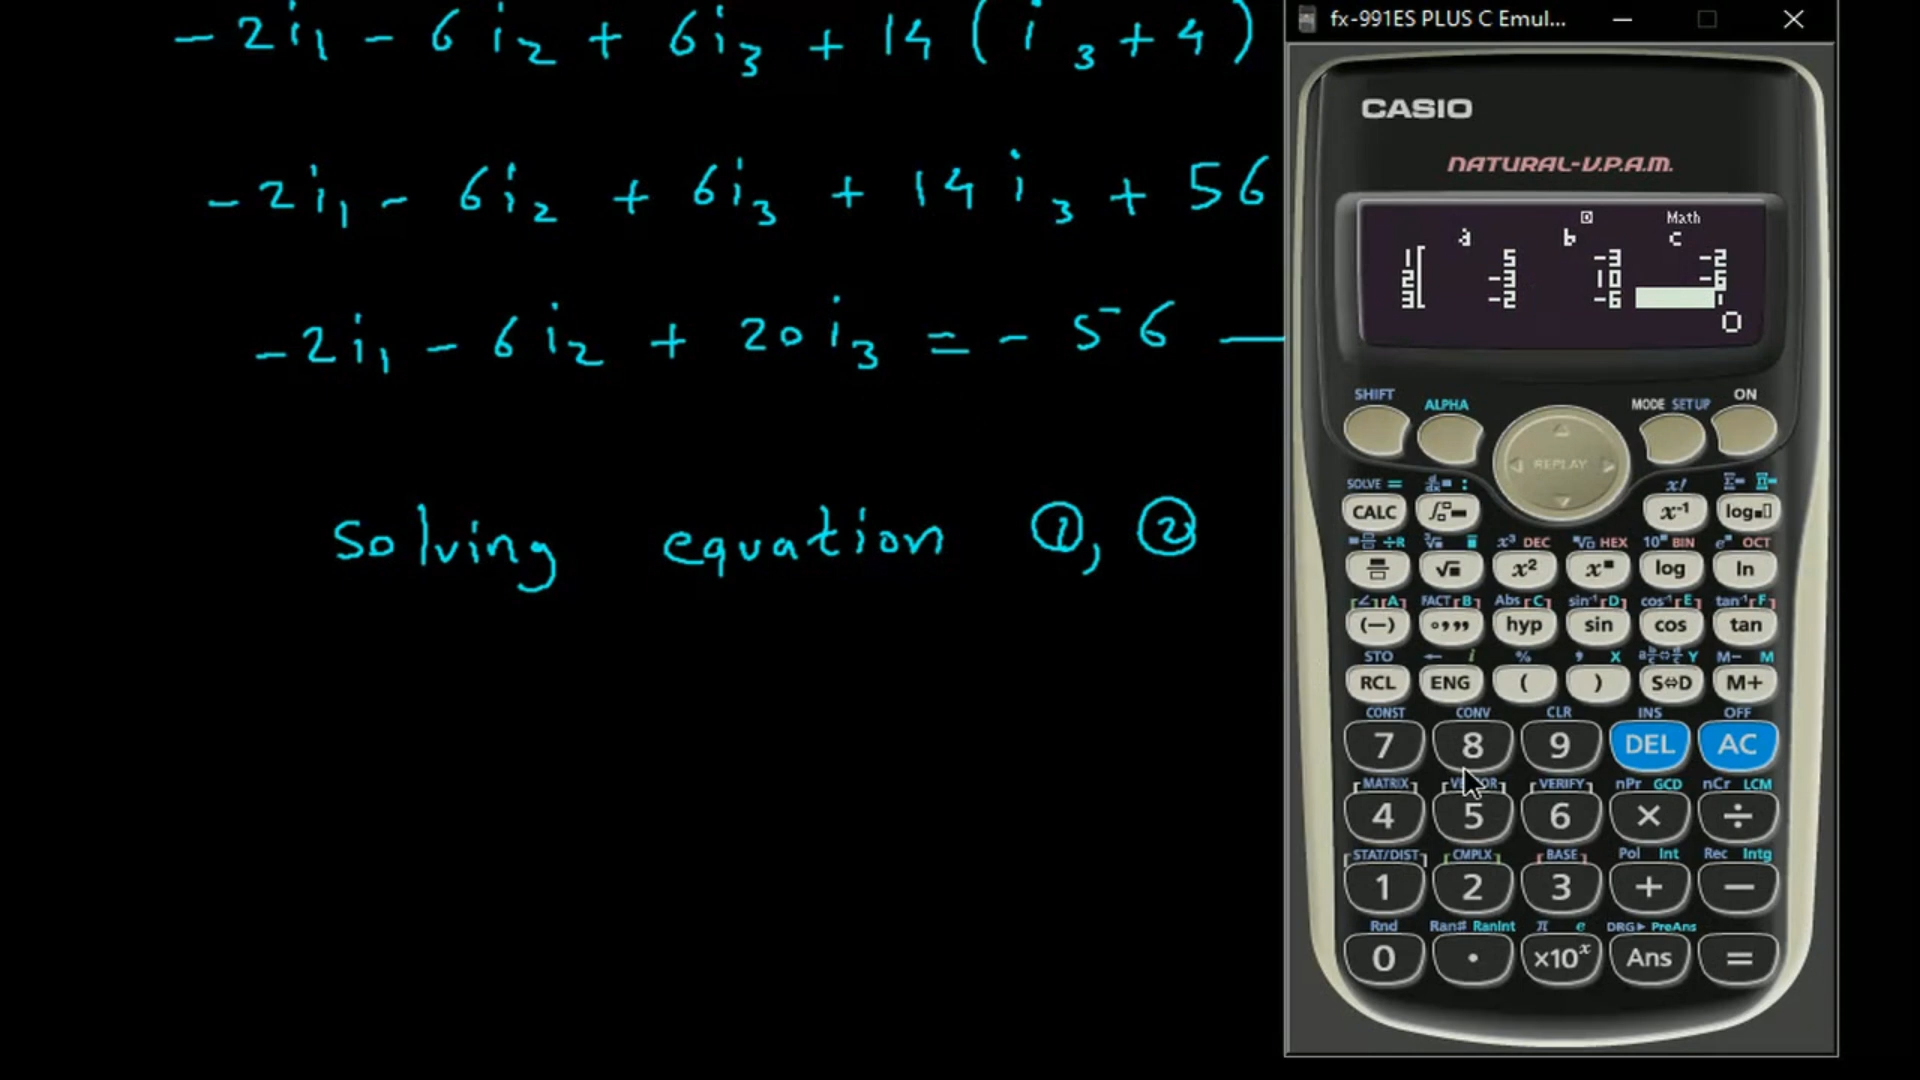 -2i₁ - 6i₂ + 6i₃ + 14 (i₃ + 4)
-2i₁ - 6i₂ + 6i₃ + 14i₃ + 56
-2i₁ - 6i₂ + 20i₃ = -56 —
Solving equation ①, ②
fx-991ES PLUS C Emul...
CASIO
NATURAL-V.P.A.M.
D Math
a b c
1[ 5 -3 -2
2 -3 10 -6
3[ -2 -6
0
SHIFT ALPHA MODE SETUP ON
REPLAY
SOLVE = : x!
CALC x⁻¹ log
÷R x³ DEC HEX 10 BIN e OCT
√ x² x log ln
∠ A FACT B Abs C sin⁻¹ D cos⁻¹ E tan⁻¹ F
(—) hyp sin cos tan
STO ← i % , X Y M- M
RCL ENG ( ) S⇔D M+
CONST CONV CLR INS OFF
7 8 9 DEL AC
MATRIX VERIFY nPr GCD nCr LCM
4 5 6 × ÷
STAT/DIST CMPLX BASE Pol Int Rec Intg
1 2 3 + −
Rnd Ran# RanInt π e DRG▶ PreAns
0 . ×10ˣ Ans =